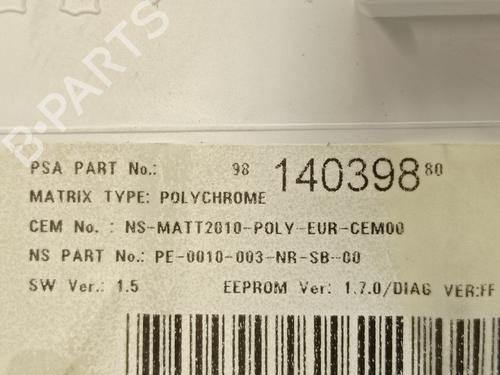 B-PARTS
PSA PART No.: 98 140398 80
MATRIX TYPE: POLYCHROME
CEM No. : NS-MATT2010-POLY-EUR-CEM00
NS PART No.: PE-0010-003-NR-SB-00
SW Ver.: 1.5 EEPROM Ver: 1.7.0/DIAG VER:FF